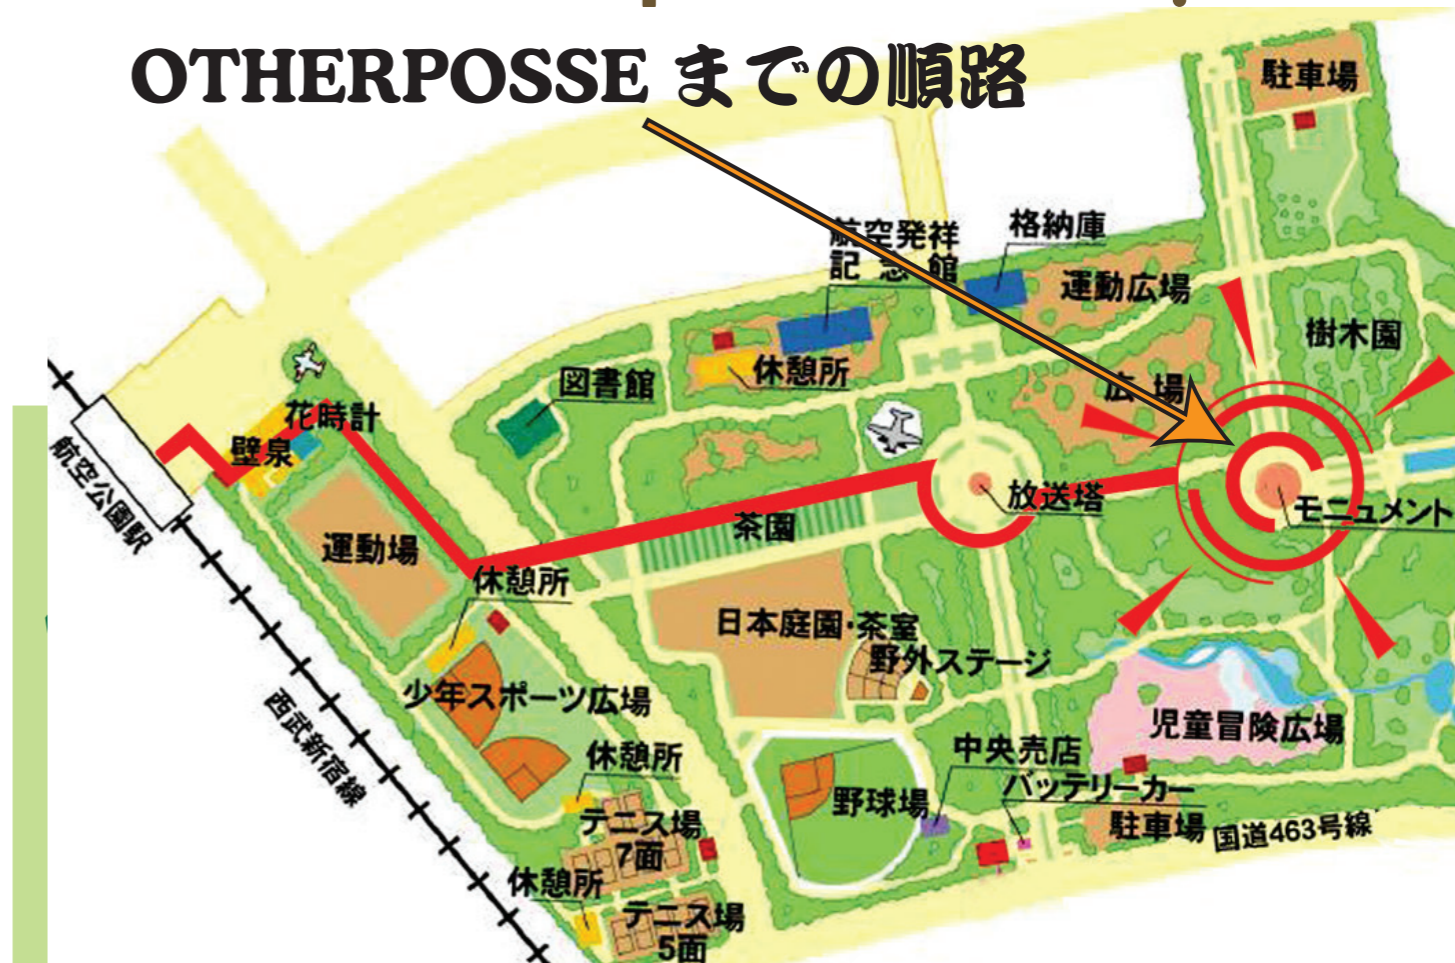 OTHERPOSSE までの順路
駐車場
格納庫
航空発祥
記念館
運動広場
樹木園
休憩所
広場
図書館
花時計
壁泉
航空公園駅
放送塔
モニュメント
茶園
運動場
休憩所
日本庭園・茶室
野外ステージ
少年スポーツ広場
西武新宿線
児童冒険広場
休憩所
中央売店
バッテリーカー
野球場
テニス場
7面
駐車場
国道463号線
休憩所
テニス場
5面